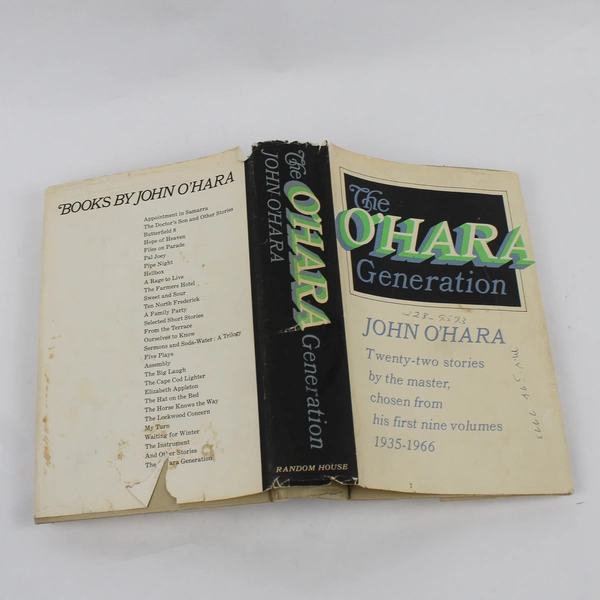 BOOKS BY JOHN O'HARA
Appointment in Samarra
The Doctor's Son and Other Stories
Butterfield 8
Hope of Heaven
Files on Parade
Pal Joey
Pipe Night
Hellbox
A Rage to Live
The Farmers Hotel
Sweet and Sour
Ten North Frederick
A Family Party
Selected Short Stories
From the Terrace
Ourselves to Know
Sermons and Soda-Water: A Trilogy
Five Plays
Assembly
The Big Laugh
The Cape Cod Lighter
Elizabeth Appleton
The Hat on the Bed
The Horse Knows the Way
The Lockwood Concern
My Turn
Waiting for Winter
The Instrument
And Other Stories
The ara Generation
The O'HARA Generation
JOHN O'HARA
RANDOM HOUSE
The
O'HARA
Generation
JOHN O'HARA
Twenty-two stories
by the master,
chosen from
his first nine volumes
1935-1966